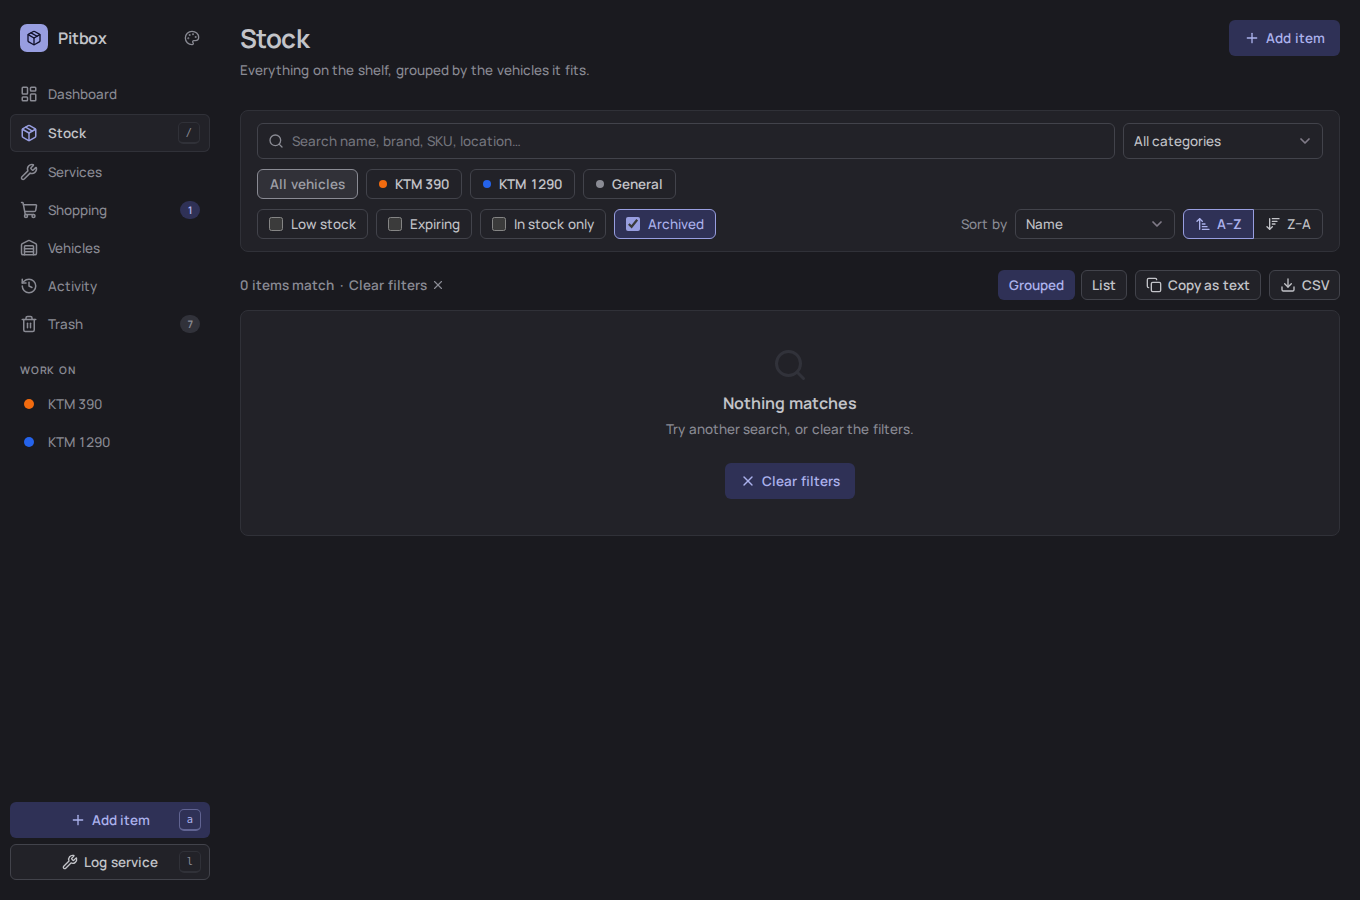 Pitbox
Dashboard
Stock /
Services
Shopping 1
Vehicles
Activity
Trash 7
WORK ON
KTM 390
KTM 1290
Add item a
Log service l
Stock
Add item
Everything on the shelf, grouped by the vehicles it fits.
Search name, brand, SKU, location…
All categories
All vehicles KTM 390 KTM 1290 General
Low stock Expiring In stock only Archived Sort by Name A–Z Z–A
0 items match · Clear filters Grouped List Copy as text CSV
Nothing matches
Try another search, or clear the filters.
Clear filters